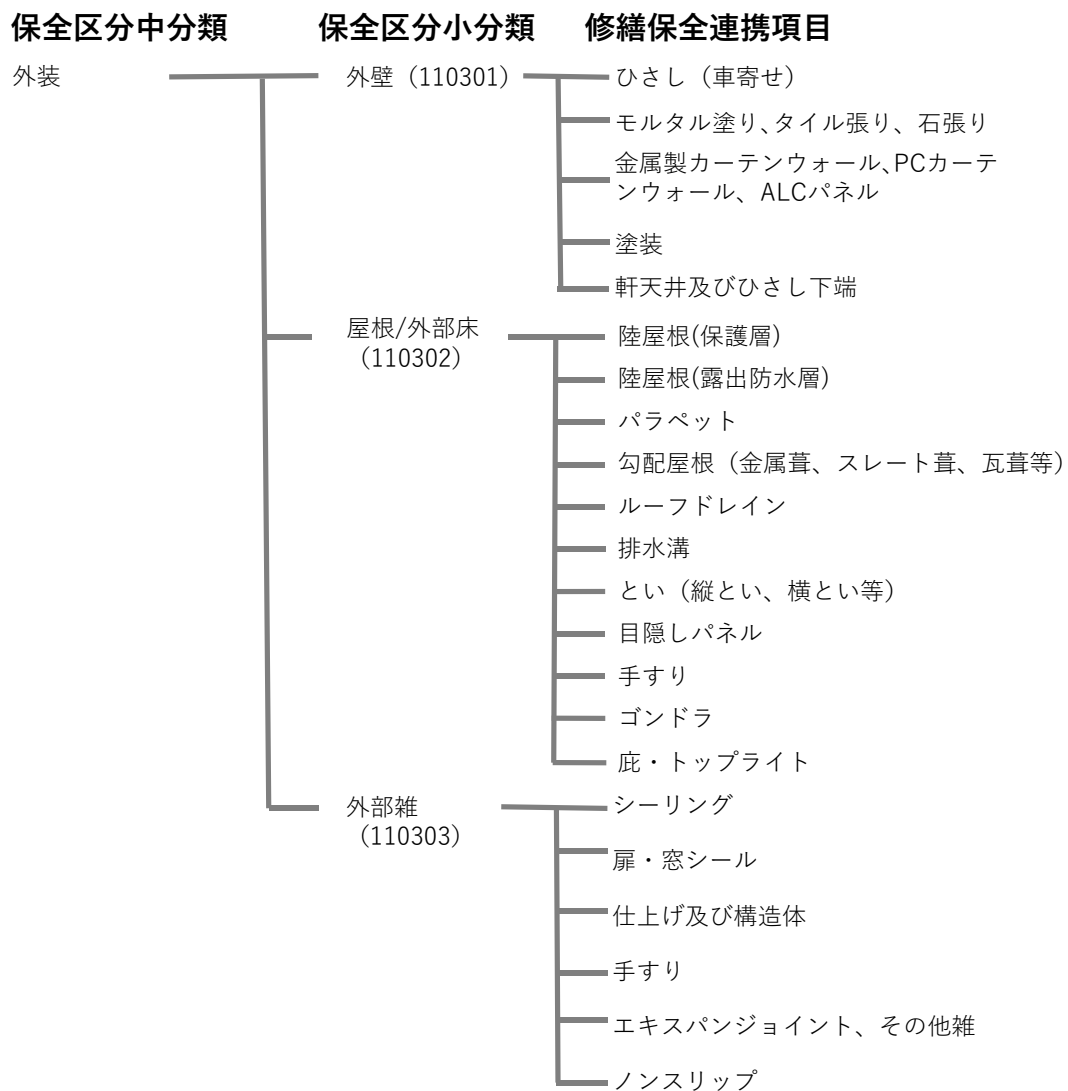 保全区分中分類 保全区分小分類 修繕保全連携項目
外装 外壁（110301） ひさし（車寄せ）
モルタル塗り、タイル張り、石張り
金属製カーテンウォール、PCカーテ
ンウォール、ALCパネル
塗装
軒天井及びひさし下端
屋根/外部床
（110302）
陸屋根(保護層)
陸屋根(露出防水層)
パラペット
勾配屋根（金属葺、スレート葺、瓦葺等）
ルーフドレイン
排水溝
とい（縦とい、横とい等）
目隠しパネル
手すり
ゴンドラ
庇・トップライト
外部雑
（110303）
シーリング
扉・窓シール
仕上げ及び構造体
手すり
エキスパンジョイント、その他雑
ノンスリップ